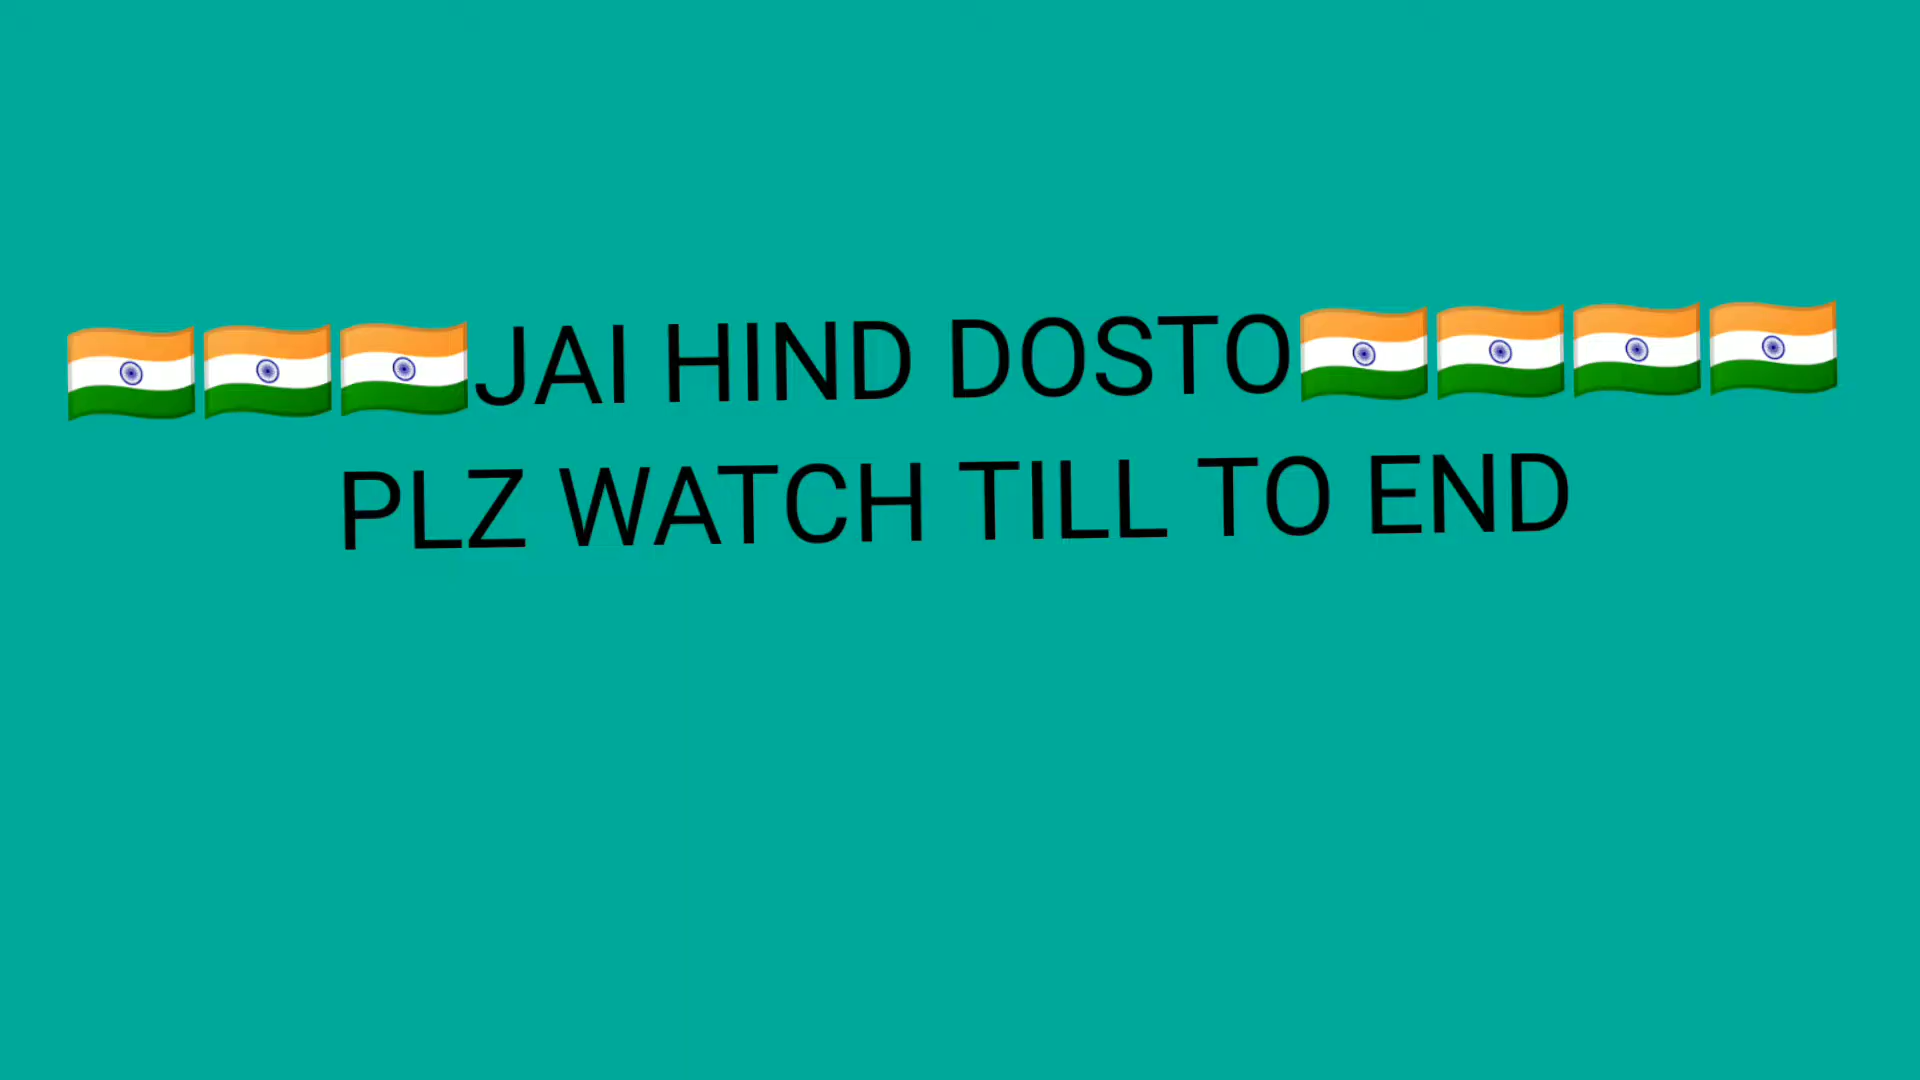 🇮🇳🇮🇳🇮🇳JAI HIND DOSTO🇮🇳🇮🇳🇮🇳🇮🇳
PLZ WATCH TILL TO END